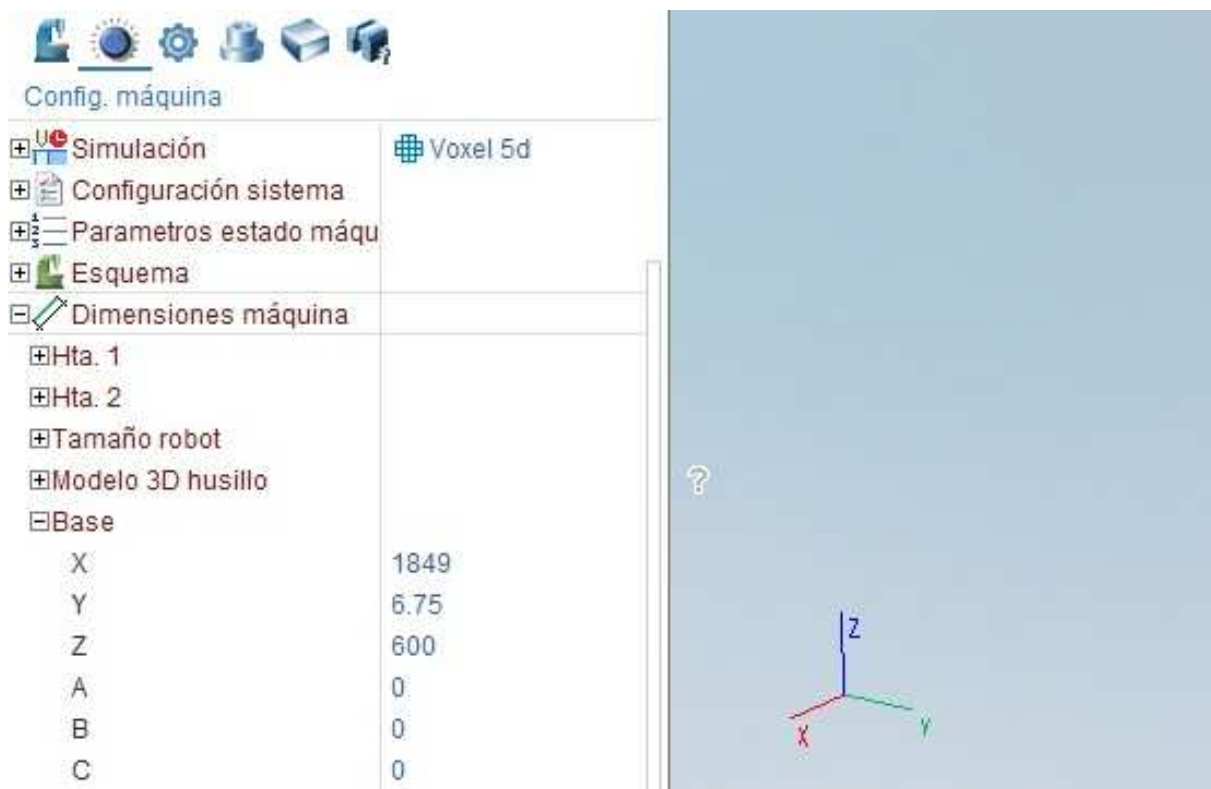 Config. máquina
Simulación Voxel 5d
Configuración sistema
Parametros estado máqu
Esquema
Dimensiones máquina
Hta. 1
Hta. 2
Tamaño robot
Modelo 3D husillo
?
Base
X 1849
Y 6.75
Z 600
A 0
B 0
C 0
Z
X
Y